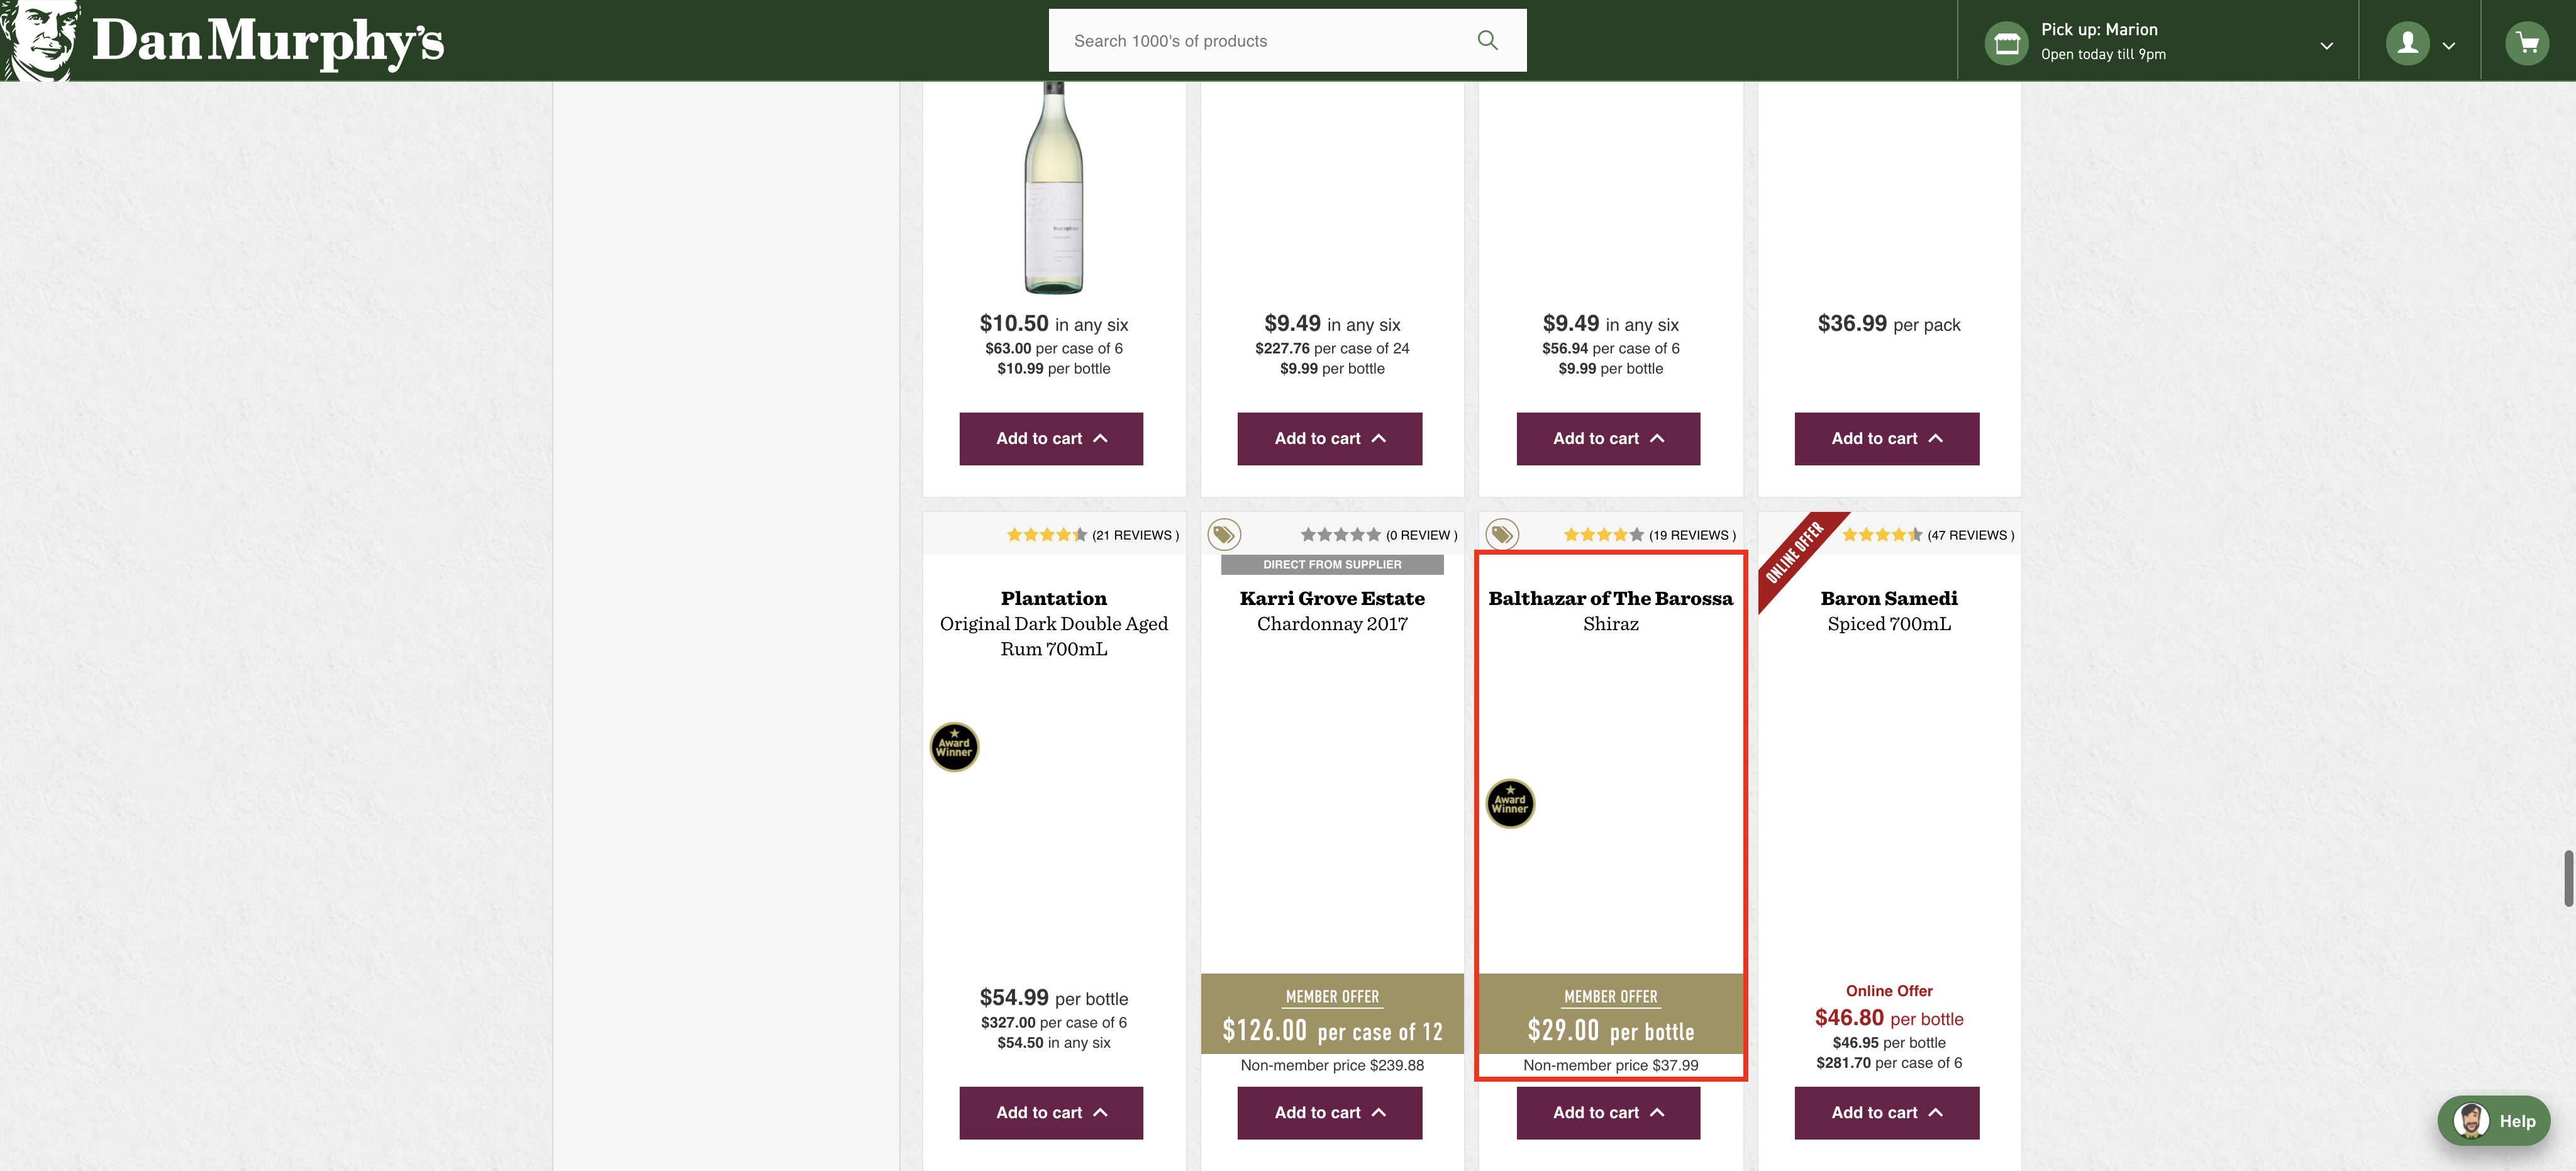 Dan Murphy's
Search 1000's of products
Pick up: Marion
Open today till 9pm
$10.50 in any six
$63.00 per case of 6
$10.99 per bottle
Add to cart
$9.49 in any six
$227.76 per case of 24
$9.99 per bottle
Add to cart
$9.49 in any six
$56.94 per case of 6
$9.99 per bottle
Add to cart
$36.99 per pack
Add to cart
(21 REVIEWS )
Plantation
Original Dark Double Aged
Rum 700mL
Award
Winner
$54.99 per bottle
$327.00 per case of 6
$54.50 in any six
Add to cart
(0 REVIEW )
DIRECT FROM SUPPLIER
Karri Grove Estate
Chardonnay 2017
MEMBER OFFER
$126.00 per case of 12
Non-member price $239.88
Add to cart
(19 REVIEWS )
Balthazar of The Barossa
Shiraz
Award
Winner
MEMBER OFFER
$29.00 per bottle
Non-member price $37.99
Add to cart
ONLINE OFFER
(47 REVIEWS )
Baron Samedi
Spiced 700mL
Online Offer
$46.80 per bottle
$46.95 per bottle
$281.70 per case of 6
Add to cart
Help